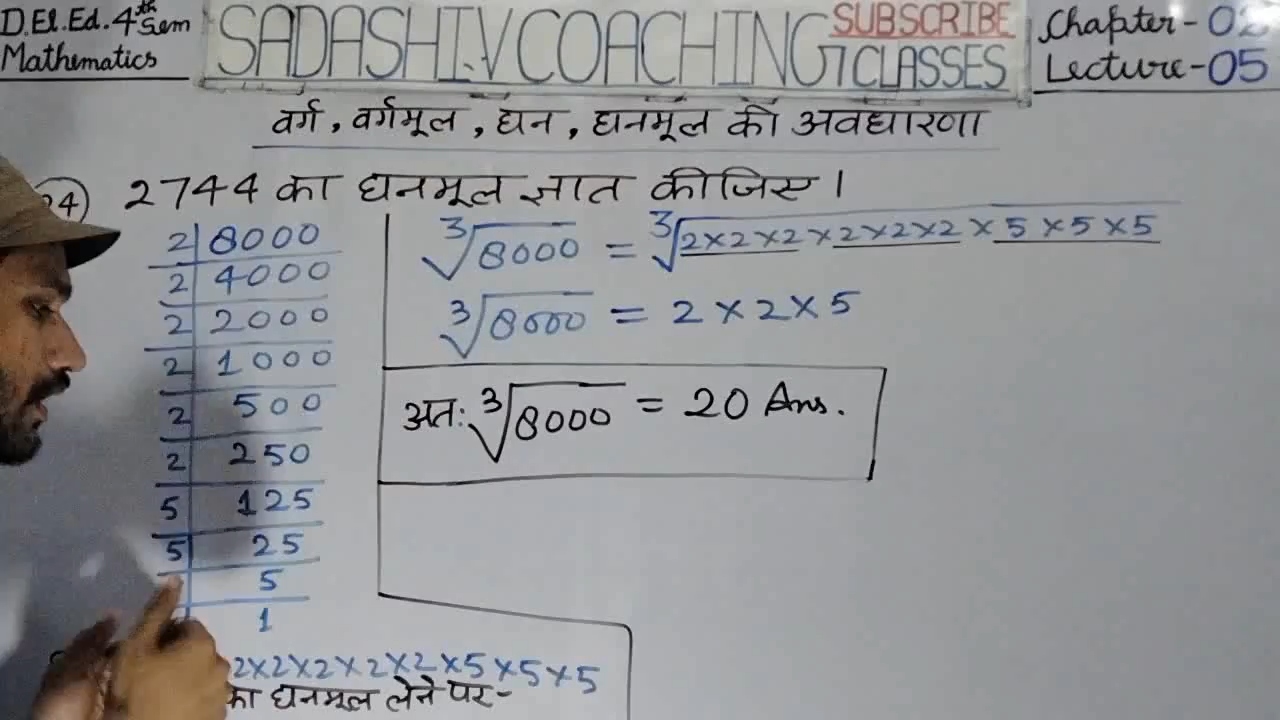 D.El.Ed. 4th Sem
Mathematics
SADASHIV COACHING CLASSES
SUBSCRIBE
Chapter - 02
Lecture - 05
वर्ग, वर्गमूल, घन, घनमूल की अवधारणा
4) 2744 का घनमूल ज्ञात कीजिए।
2 | 8000
2 | 4000
2 | 2000
2 | 1000
2 | 500
2 | 250
5 | 125
5 | 25
5
1
∛8000 = ∛2×2×2×2×2×2×5×5×5
∛8000 = 2×2×5
अतः ∛8000 = 20 Ans.
2×2×2×2×2×5×5×5
का घनमूल लेने पर-